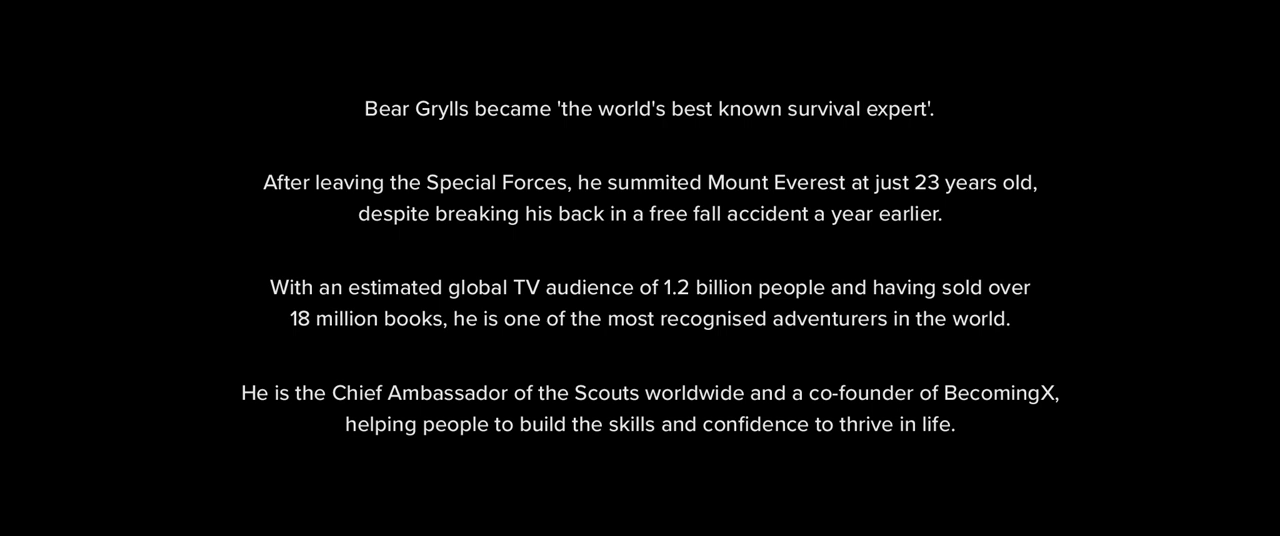 Bear Grylls became 'the world's best known survival expert'.
After leaving the Special Forces, he summited Mount Everest at just 23 years old,
despite breaking his back in a free fall accident a year earlier.
With an estimated global TV audience of 1.2 billion people and having sold over
18 million books, he is one of the most recognised adventurers in the world.
He is the Chief Ambassador of the Scouts worldwide and a co-founder of BecomingX,
helping people to build the skills and confidence to thrive in life.